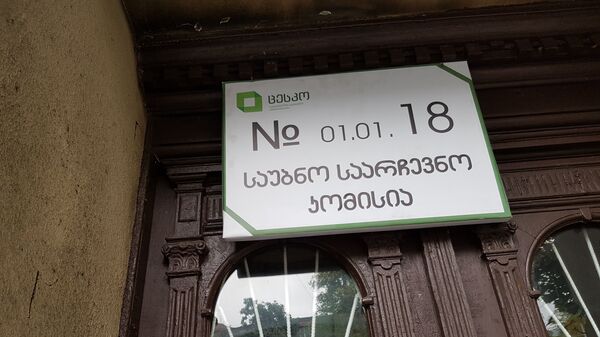 ცესკო
№ 01.01. 18
საუბნო საარჩევნო
კომისია